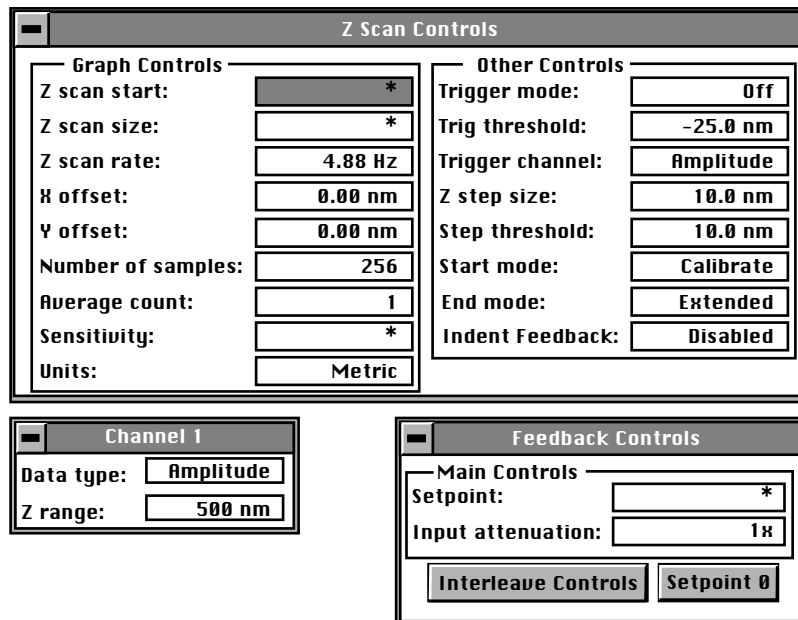 Z Scan Controls
Graph Controls
Z scan start: *
Z scan size: *
Z scan rate: 4.88 Hz
X offset: 0.00 nm
Y offset: 0.00 nm
Number of samples: 256
Average count: 1
Sensitivity: *
Units: Metric
Other Controls
Trigger mode: Off
Trig threshold: -25.0 nm
Trigger channel: Amplitude
Z step size: 10.0 nm
Step threshold: 10.0 nm
Start mode: Calibrate
End mode: Extended
Indent Feedback: Disabled
Channel 1
Data type: Amplitude
Z range: 500 nm
Feedback Controls
Main Controls
Setpoint: *
Input attenuation: 1x
Interleave Controls
Setpoint 0